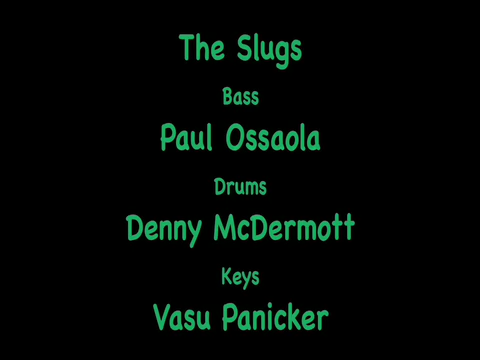 The Slugs
Bass
Paul Ossaola
Drums
Denny McDermott
Keys
Vasu Panicker